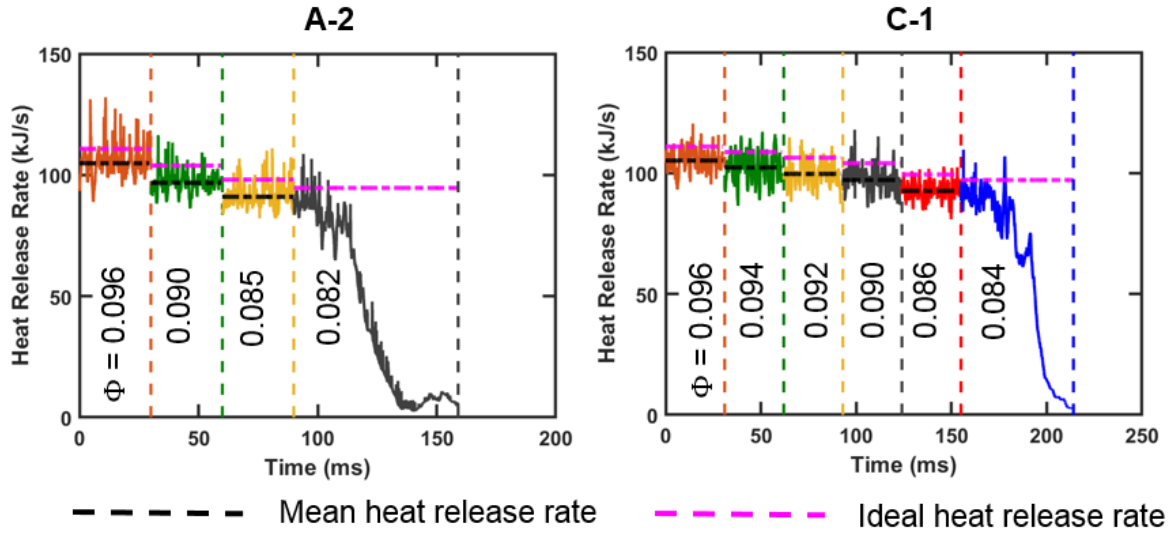 A-2
150
100
50
0
Heat Release Rate (kJ/s)
Φ = 0.096
0.090
0.085
0.082
0
50
100
150
200
Time (ms)
C-1
150
100
50
0
Heat Release Rate (kJ/s)
Φ = 0.096
0.094
0.092
0.090
0.086
0.084
0
50
100
150
200
250
Time (ms)
Mean heat release rate
Ideal heat release rate